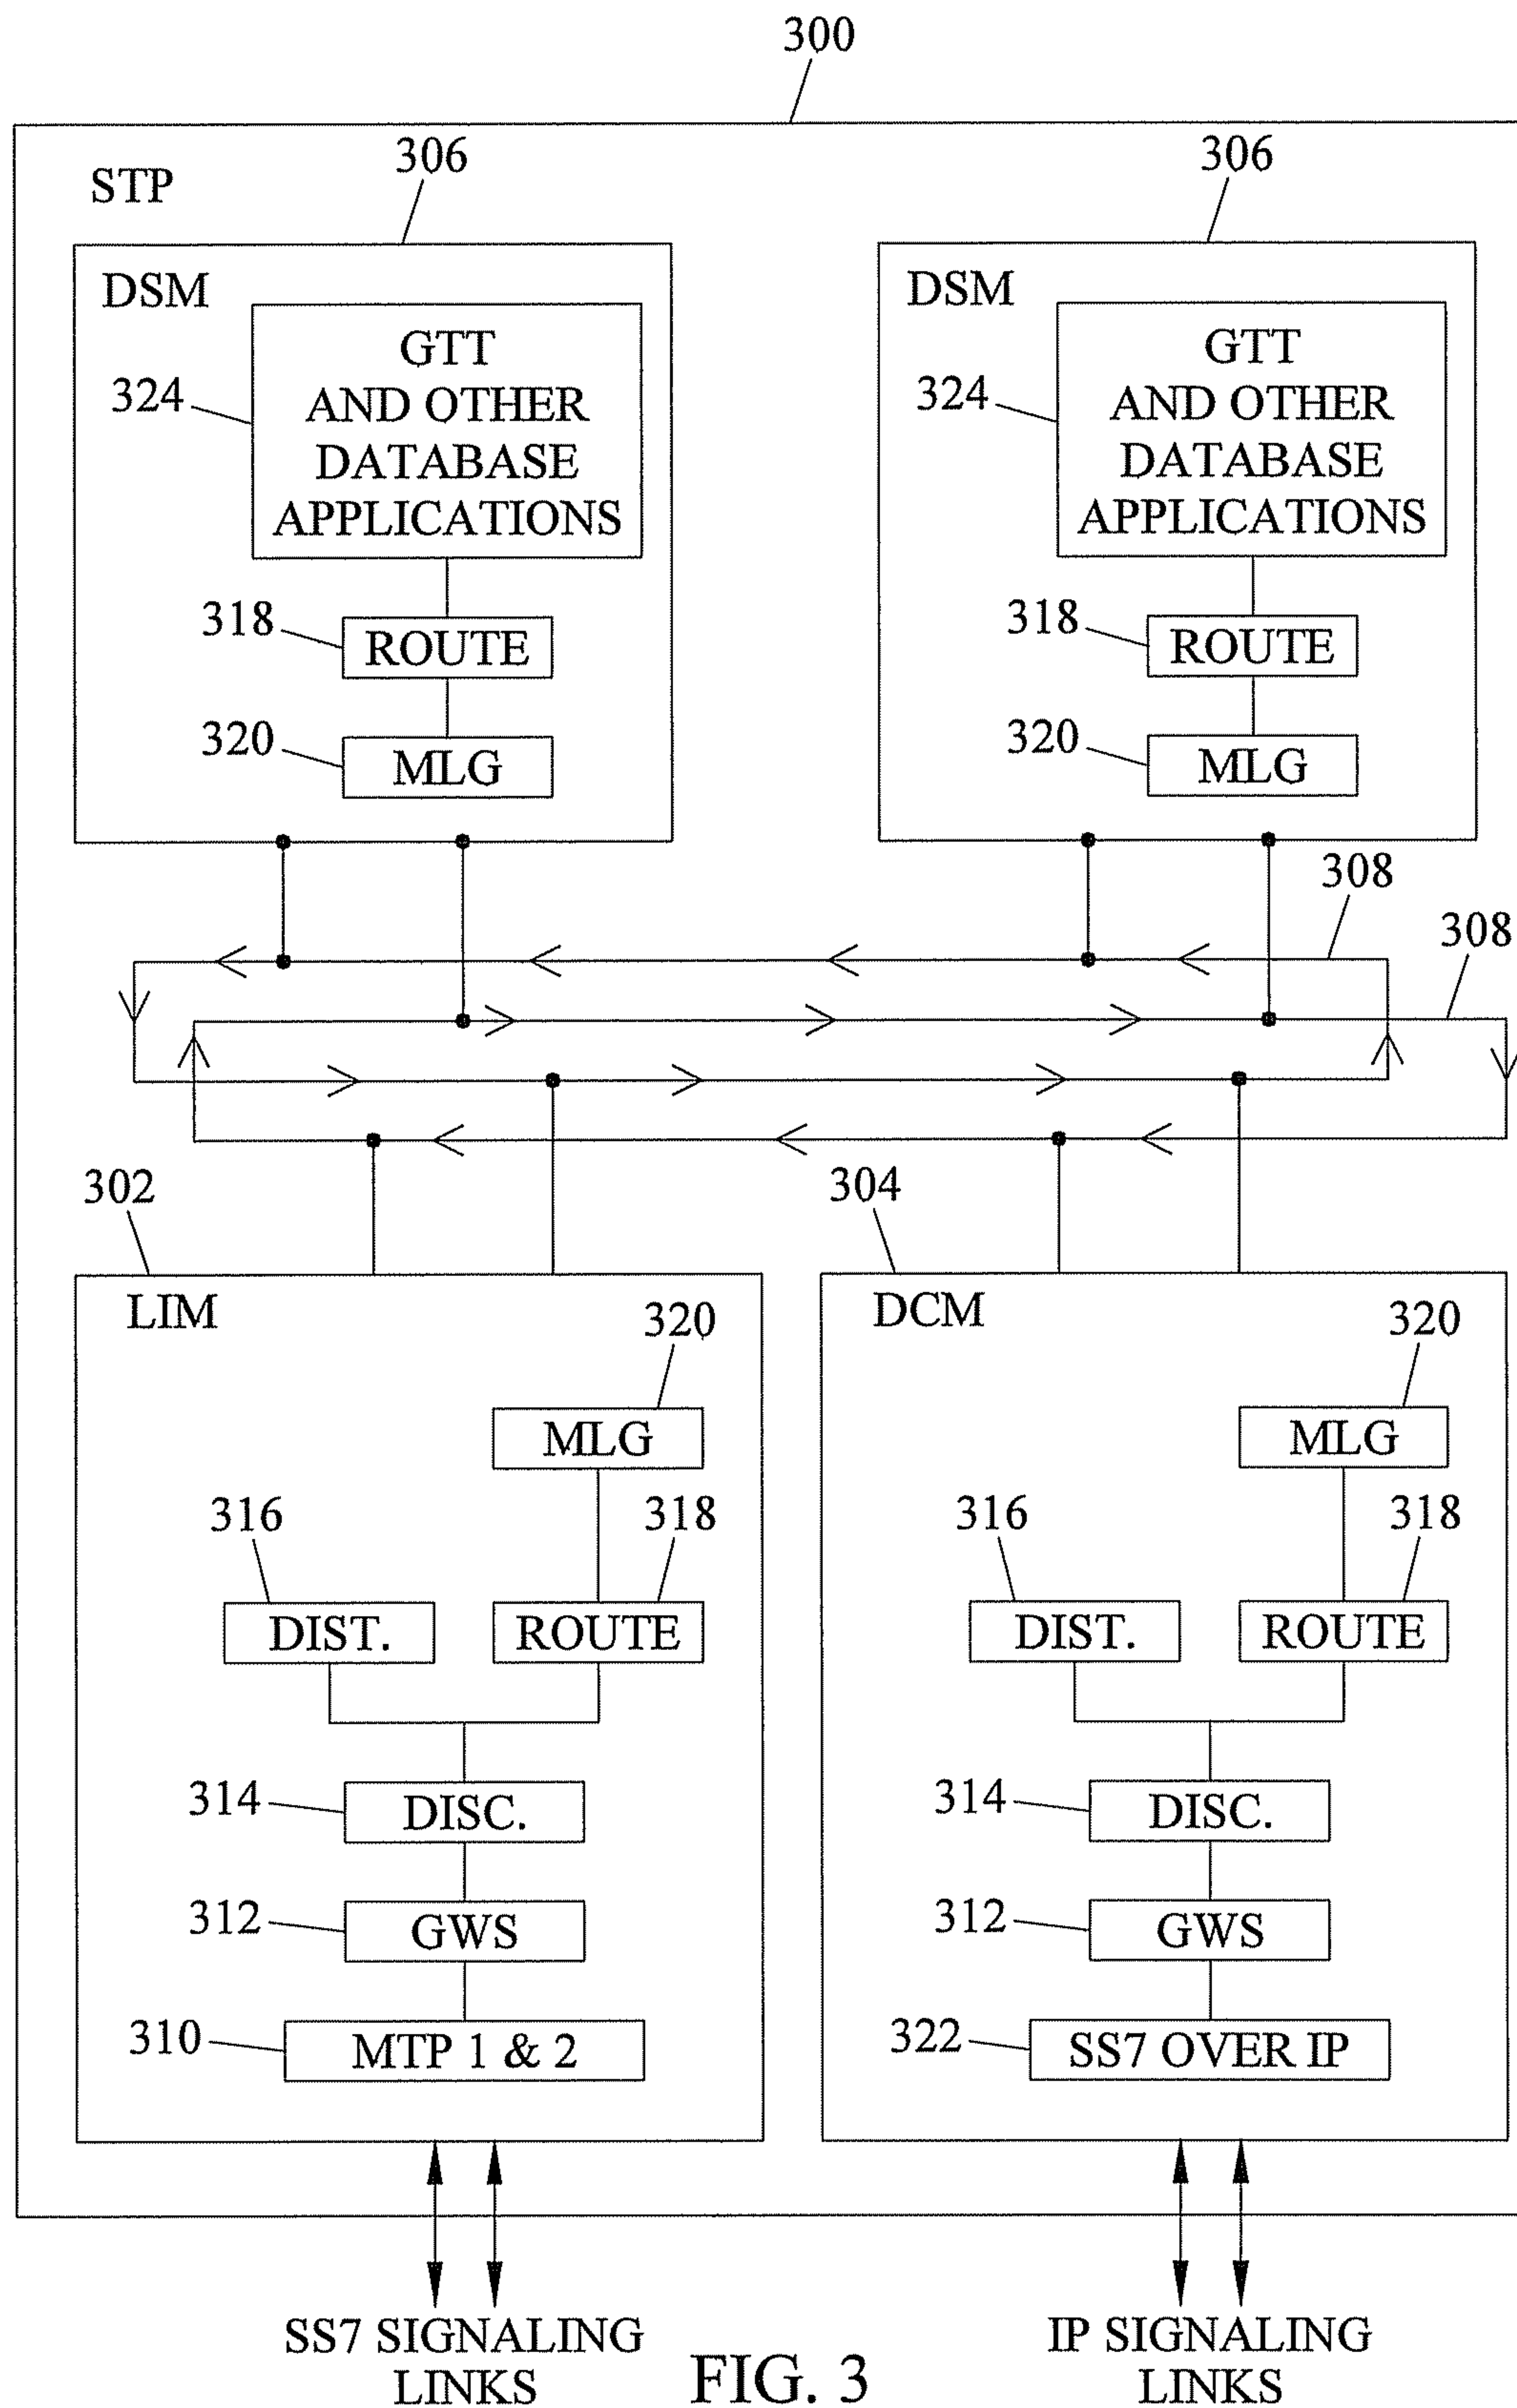 300
STP
306
306
DSM
DSM
GTT
AND OTHER
DATABASE
APPLICATIONS
GTT
AND OTHER
DATABASE
APPLICATIONS
324
324
318
ROUTE
318
ROUTE
320
MLG
320
MLG
308
308
302
304
LIM
DCM
320
320
MLG
MLG
316
318
316
318
DIST.
ROUTE
DIST.
ROUTE
314
DISC.
314
DISC.
312
GWS
312
GWS
310
MTP 1 & 2
322
SS7 OVER IP
SS7 SIGNALING
LINKS
IP SIGNALING
LINKS
FIG. 3